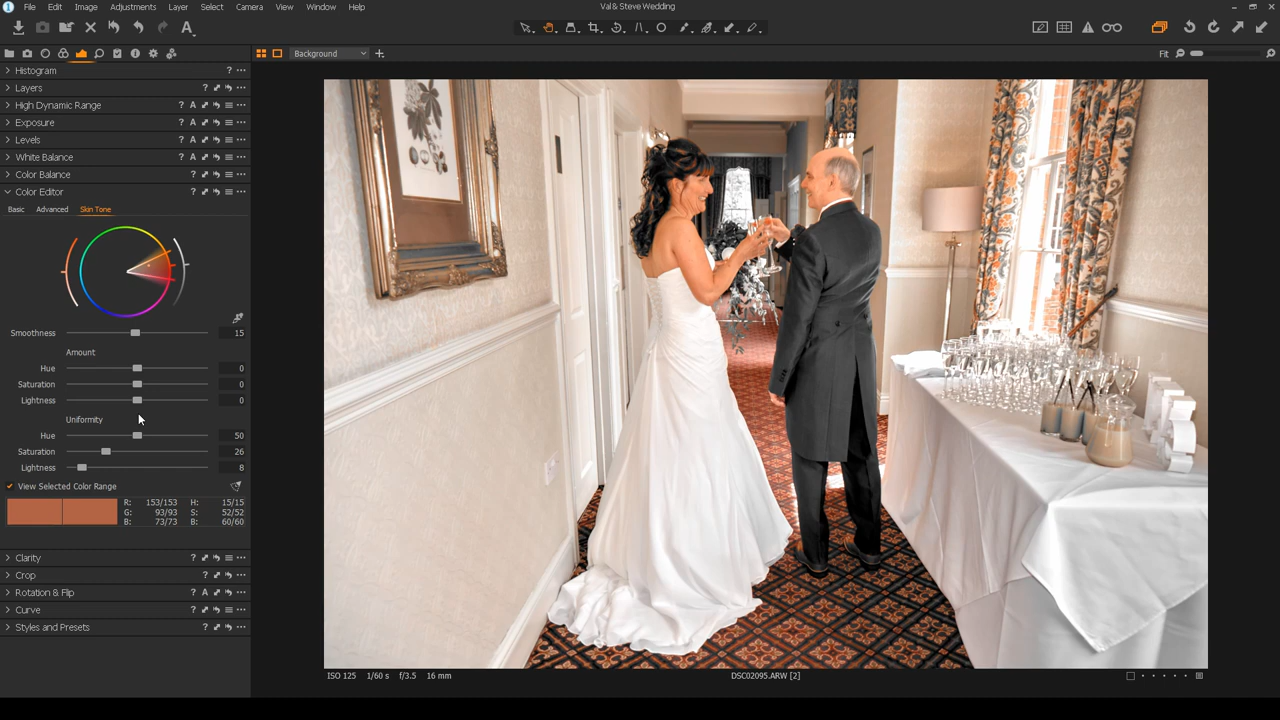 File Edit Image Adjustments Layer Select Camera View Window Help
Val & Steve Wedding
Background
Fit
Histogram
Layers
High Dynamic Range
Exposure
Levels
White Balance
Color Balance
Color Editor
Basic Advanced Skin Tone
Smoothness 15
Amount
Hue 0
Saturation 0
Lightness 0
Uniformity
Hue 50
Saturation 26
Lightness 8
View Selected Color Range
R: 153/153 H: 15/15
G: 93/93 S: 52/52
B: 73/73 B: 60/60
Clarity
Crop
Rotation & Flip
Curve
Styles and Presets
ISO 125 1/60 s f/3.5 16 mm
DSC02095.ARW [2]